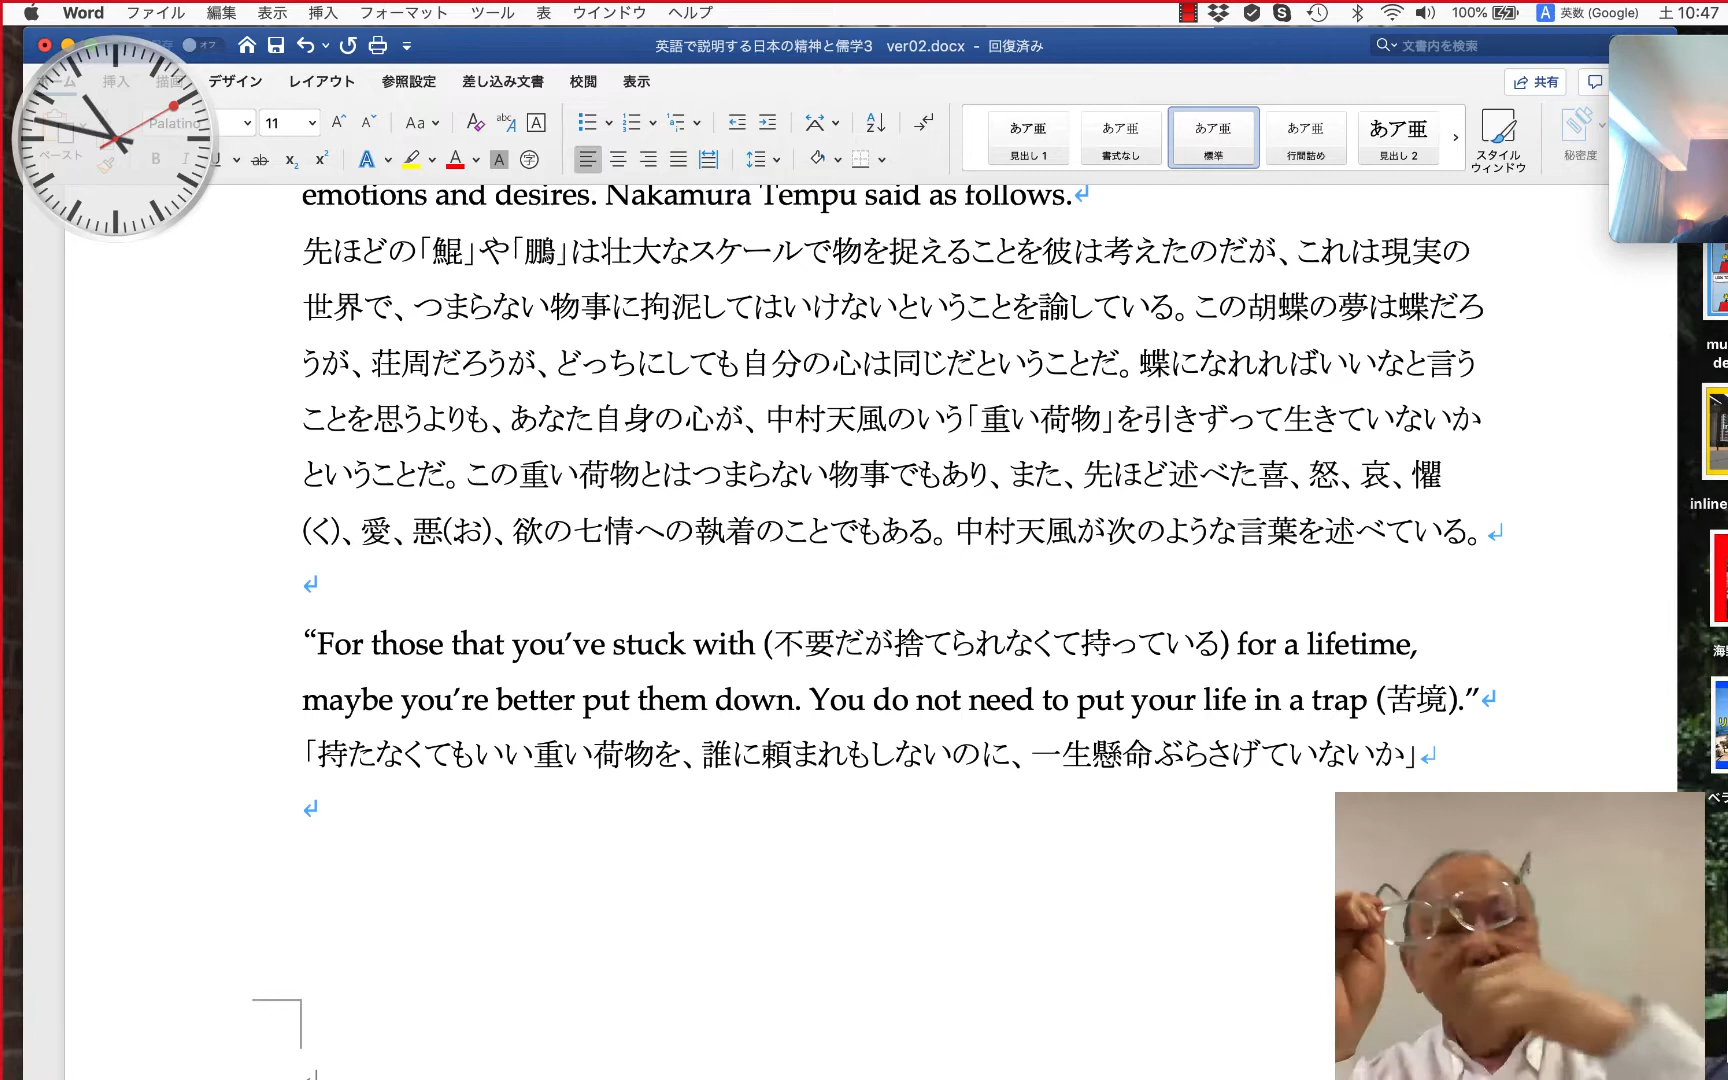 Word ファイル 編集 表示 挿入 フォーマット ツール 表 ウインドウ ヘルプ 100% A 英数 (Google) 土 10:47
オフ 英語で説明する日本の精神と儒学3 ver02.docx - 回復済み 文書内を検索
ホーム 挿入 描画 デザイン レイアウト 参照設定 差し込み文書 校閲 表示 共有
ペースト Palatino 11
あア亜 見出し 1
あア亜 書式なし
あア亜 標準
あア亜 行間詰め
あア亜 見出し 2
スタイル
ウィンドウ
秘密度
emotions and desires. Nakamura Tempu said as follows.
先ほどの「鯤」や「鵬」は壮大なスケールで物を捉えることを彼は考えたのだが、これは現実の
世界で、つまらない物事に拘泥してはいけないということを諭している。この胡蝶の夢は蝶だろ
うが、荘周だろうが、どっちにしても自分の心は同じだということだ。蝶になれればいいなと言う
ことを思うよりも、あなた自身の心が、中村天風のいう「重い荷物」を引きずって生きていないか
ということだ。この重い荷物とはつまらない物事でもあり、また、先ほど述べた喜、怒、哀、懼
(く)、愛、悪(お)、欲の七情への執着のことでもある。中村天風が次のような言葉を述べている。
“For those that you’ve stuck with (不要だが捨てられなくて持っている) for a lifetime,
maybe you’re better put them down. You do not need to put your life in a trap (苦境).”
「持たなくてもいい重い荷物を、誰に頼まれもしないのに、一生懸命ぶらさげていないか」
mu
de
inline
海
ベラ